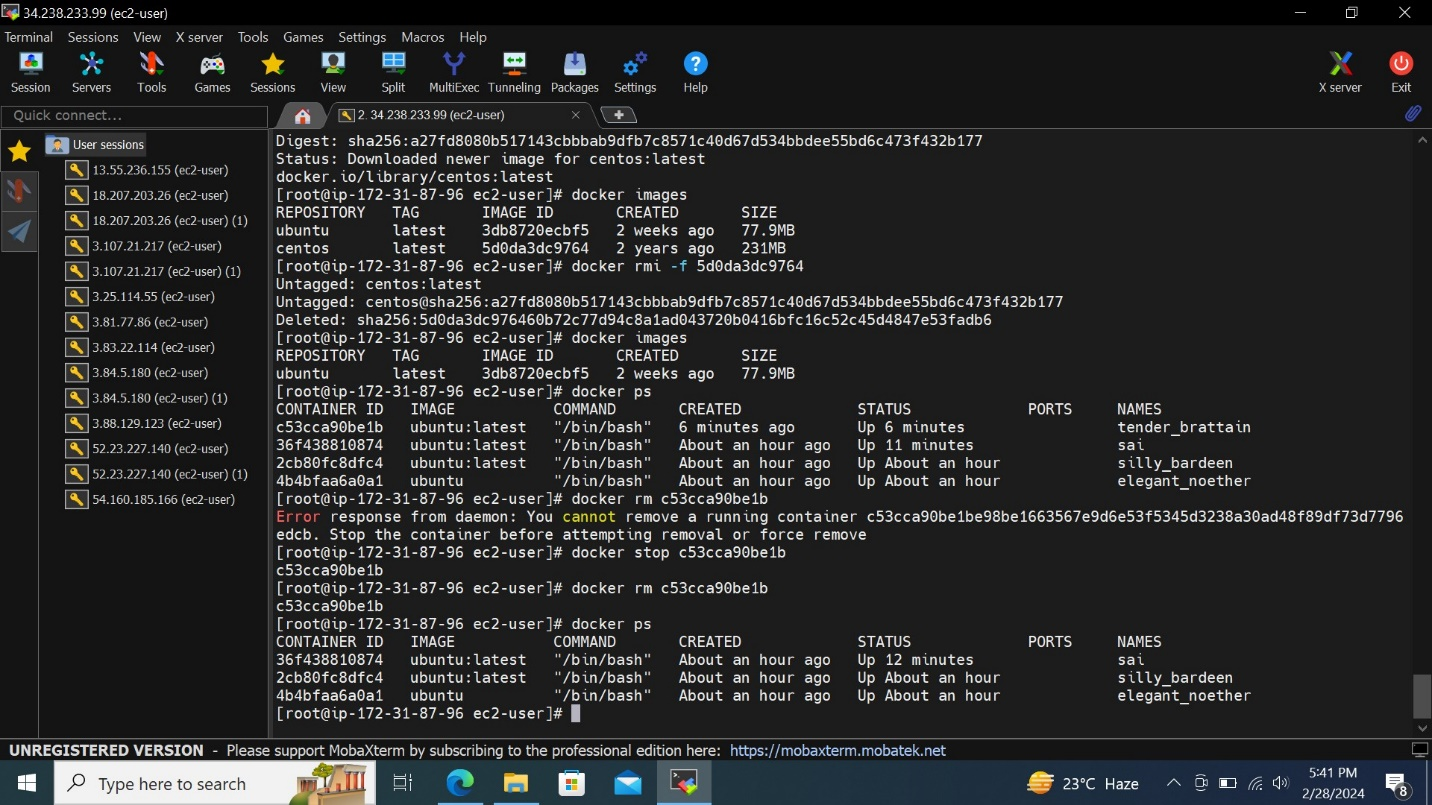 34.238.233.99 (ec2-user)
Terminal Sessions View X server Tools Games Settings Macros Help
Session Servers Tools Games Sessions View Split MultiExec Tunneling Packages Settings Help X server Exit
Quick connect...
2. 34.238.233.99 (ec2-user)
User sessions
13.55.236.155 (ec2-user)
18.207.203.26 (ec2-user)
18.207.203.26 (ec2-user) (1)
3.107.21.217 (ec2-user)
3.107.21.217 (ec2-user) (1)
3.25.114.55 (ec2-user)
3.81.77.86 (ec2-user)
3.83.22.114 (ec2-user)
3.84.5.180 (ec2-user)
3.84.5.180 (ec2-user) (1)
3.88.129.123 (ec2-user)
52.23.227.140 (ec2-user)
52.23.227.140 (ec2-user) (1)
54.160.185.166 (ec2-user)
Digest: sha256:a27fd8080b517143cbbbab9dfb7c8571c40d67d534bbdee55bd6c473f432b177
Status: Downloaded newer image for centos:latest
docker.io/library/centos:latest
[root@ip-172-31-87-96 ec2-user]# docker images
REPOSITORY TAG IMAGE ID CREATED SIZE
ubuntu latest 3db8720ecbf5 2 weeks ago 77.9MB
centos latest 5d0da3dc9764 2 years ago 231MB
[root@ip-172-31-87-96 ec2-user]# docker rmi -f 5d0da3dc9764
Untagged: centos:latest
Untagged: centos@sha256:a27fd8080b517143cbbbab9dfb7c8571c40d67d534bbdee55bd6c473f432b177
Deleted: sha256:5d0da3dc976460b72c77d94c8a1ad043720b0416bfc16c52c45d4847e53fadb6
[root@ip-172-31-87-96 ec2-user]# docker images
REPOSITORY TAG IMAGE ID CREATED SIZE
ubuntu latest 3db8720ecbf5 2 weeks ago 77.9MB
[root@ip-172-31-87-96 ec2-user]# docker ps
CONTAINER ID IMAGE COMMAND CREATED STATUS PORTS NAMES
c53cca90be1b ubuntu:latest "/bin/bash" 6 minutes ago Up 6 minutes tender_brattain
36f438810874 ubuntu:latest "/bin/bash" About an hour ago Up 11 minutes sai
2cb80fc8dfc4 ubuntu:latest "/bin/bash" About an hour ago Up About an hour silly_bardeen
4b4bfaa6a0a1 ubuntu "/bin/bash" About an hour ago Up About an hour elegant_noether
[root@ip-172-31-87-96 ec2-user]# docker rm c53cca90be1b
Error response from daemon: You cannot remove a running container c53cca90be1be98be1663567e9d6e53f5345d3238a30ad48f89df73d7796
edcb. Stop the container before attempting removal or force remove
[root@ip-172-31-87-96 ec2-user]# docker stop c53cca90be1b
c53cca90be1b
[root@ip-172-31-87-96 ec2-user]# docker rm c53cca90be1b
c53cca90be1b
[root@ip-172-31-87-96 ec2-user]# docker ps
CONTAINER ID IMAGE COMMAND CREATED STATUS PORTS NAMES
36f438810874 ubuntu:latest "/bin/bash" About an hour ago Up 12 minutes sai
2cb80fc8dfc4 ubuntu:latest "/bin/bash" About an hour ago Up About an hour silly_bardeen
4b4bfaa6a0a1 ubuntu "/bin/bash" About an hour ago Up About an hour elegant_noether
[root@ip-172-31-87-96 ec2-user]#
UNREGISTERED VERSION - Please support MobaXterm by subscribing to the professional edition here: https://mobaxterm.mobatek.net
Type here to search
23°C Haze
5:41 PM
2/28/2024
8